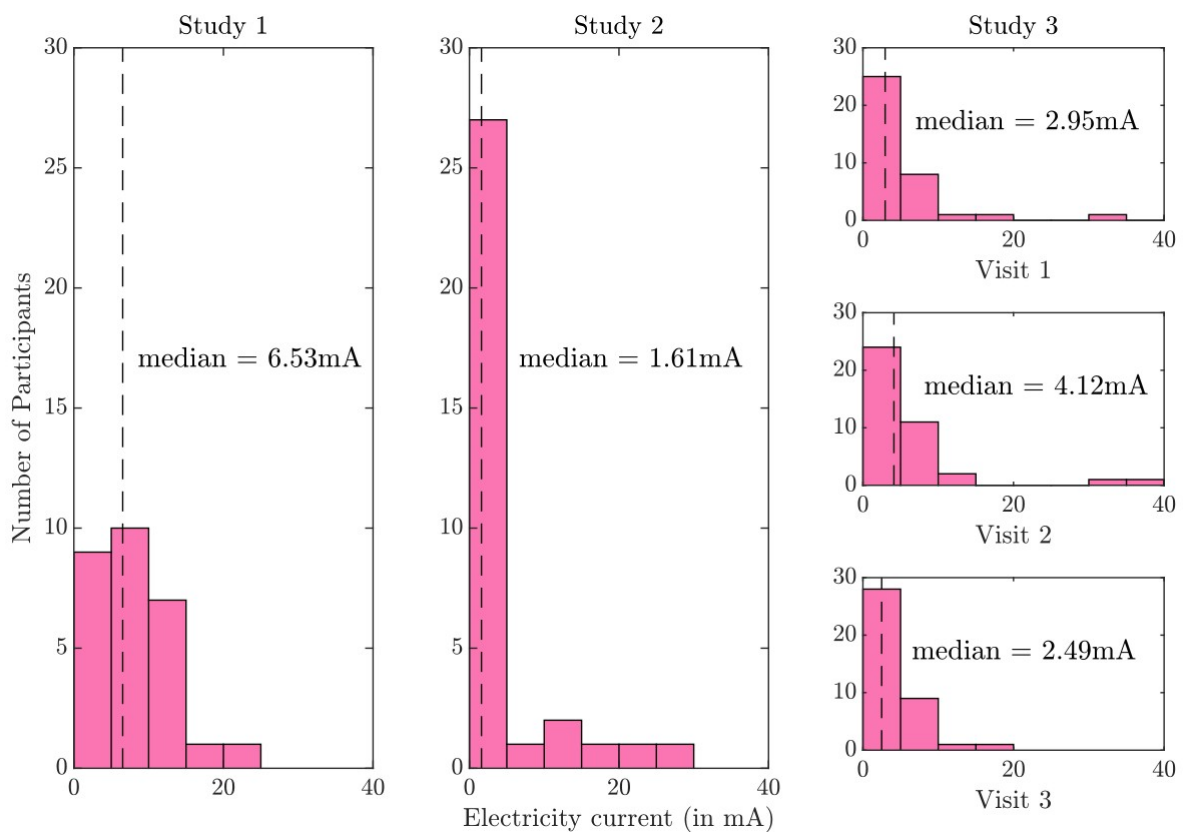 Study 1
30
25
20
15
10
5
0
0 20 40
Number of Participants
median = 6.53mA
Study 2
30
25
20
15
10
5
0
0 20 40
median = 1.61mA
Electricity current (in mA)
Study 3
30
20
10
0
0 20 40
median = 2.95mA
Visit 1
30
20
10
0
0 20 40
median = 4.12mA
Visit 2
30
20
10
0
0 20 40
median = 2.49mA
Visit 3